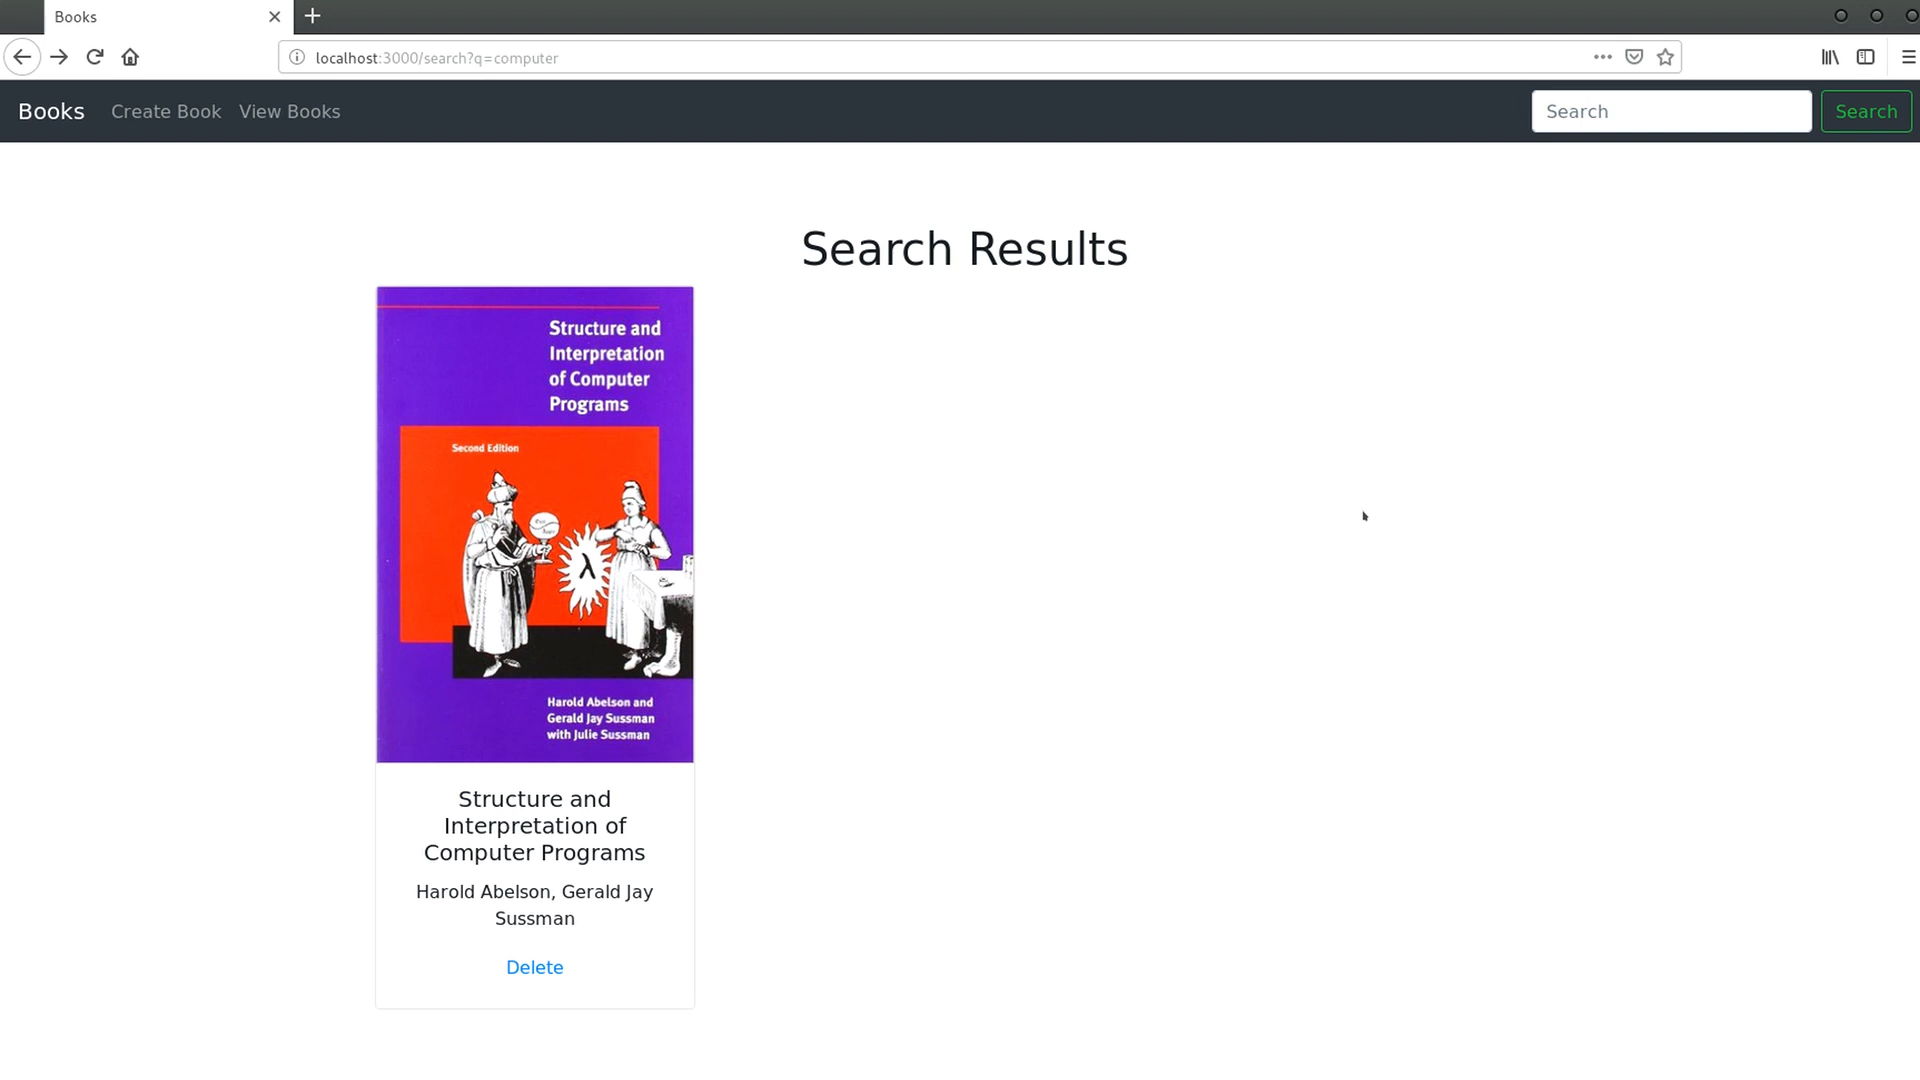 Books
localhost:3000/search?q=computer
Books Create Book View Books Search Search
Search Results
Structure and
Interpretation
of Computer
Programs
Second Edition
λ
Harold Abelson and
Gerald Jay Sussman
with Julie Sussman
Structure and
Interpretation of
Computer Programs
Harold Abelson, Gerald Jay
Sussman
Delete